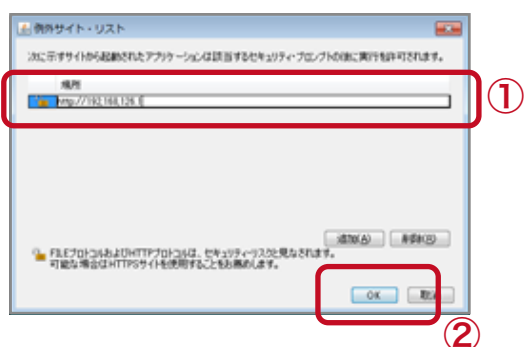 例外サイト・リスト
次に示すサイトから起動されたアプリケーションは該当するセキュリティ・プロンプトの後に実行を許可されます。
場所
http://192.168.126.1
①
追加(A) 削除(R)
FILEプロトコルおよびHTTPプロトコルは、セキュリティ・リスクと見なされます。
可能な場合はHTTPSサイトを使用することをお薦めします。
OK 取消
②